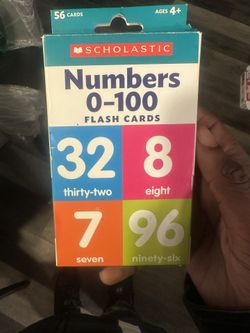 56 CARDS
AGES 4+
SCHOLASTIC
Numbers
0-100
FLASH CARDS
32
thirty-two
8
eight
7
seven
96
ninety-six